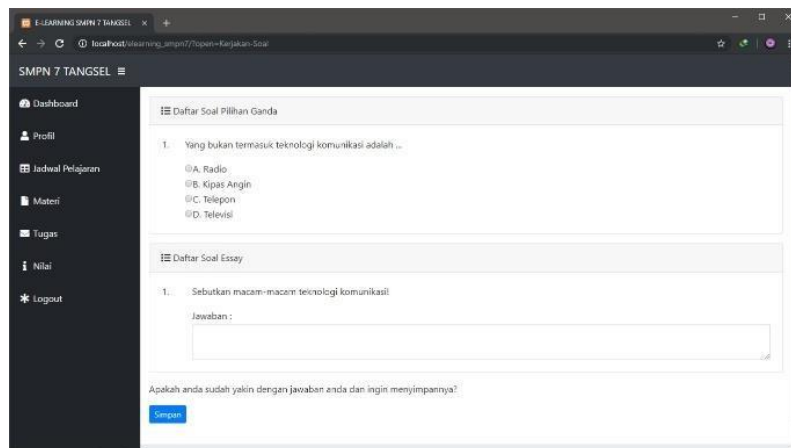 E-LEARNING SMPN 7 TANGSEL
localhost/elearning_smpn7/?open=Kerjakan-Soal
SMPN 7 TANGSEL
Dashboard
Profil
Jadwal Pelajaran
Materi
Tugas
Nilai
Logout
Daftar Soal Pilihan Ganda
1. Yang bukan termasuk teknologi komunikasi adalah ...
A. Radio
B. Kipas Angin
C. Telepon
D. Televisi
Daftar Soal Essay
1. Sebutkan macam-macam teknologi komunikasi!
Jawaban :
Apakah anda sudah yakin dengan jawaban anda dan ingin menyimpannya?
Simpan